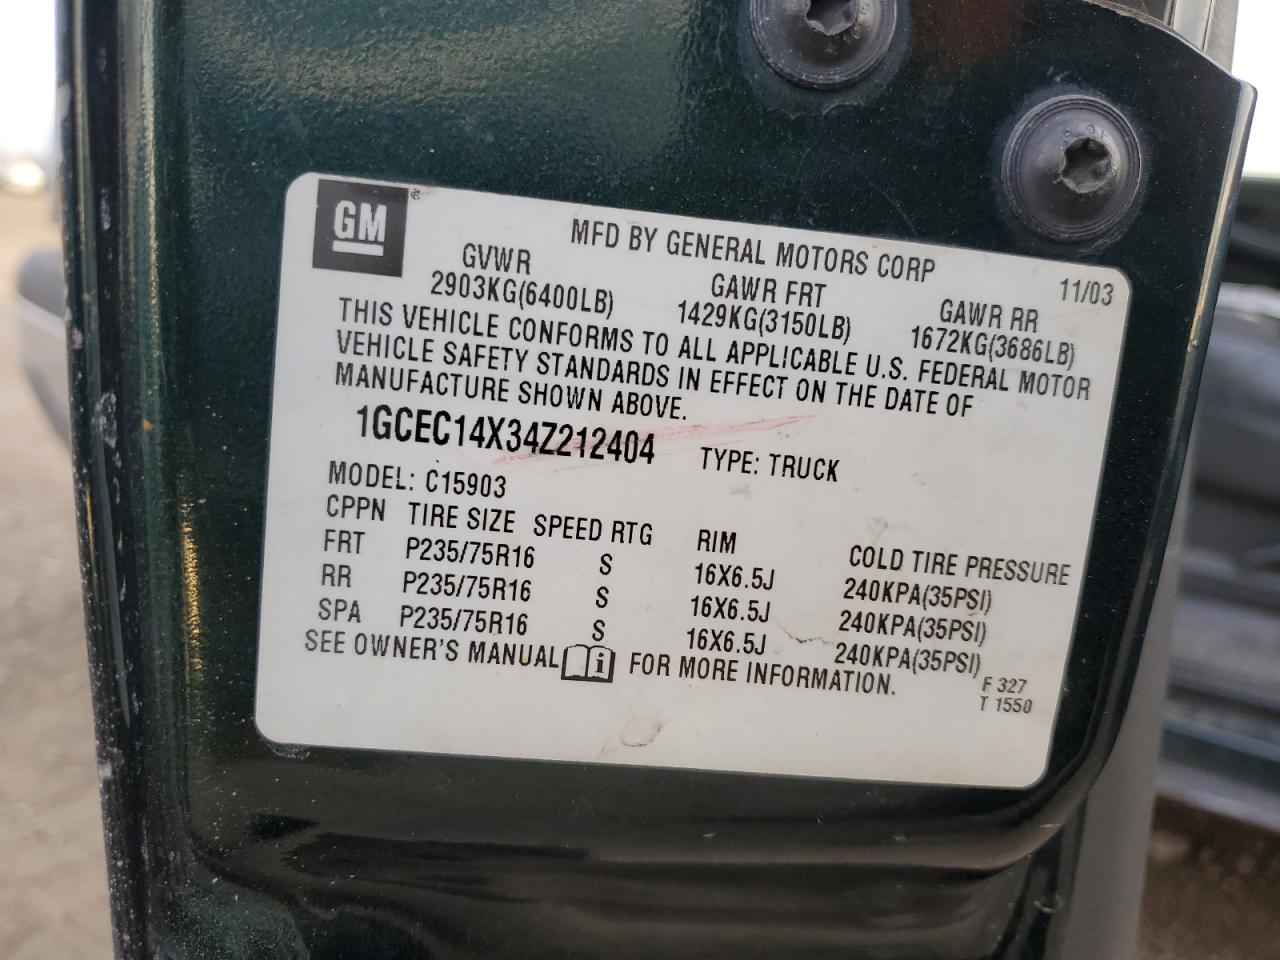 GM
MFD BY GENERAL MOTORS CORP
11/03
GVWR GAWR FRT GAWR RR
2903KG(6400LB) 1429KG(3150LB) 1672KG(3686LB)
THIS VEHICLE CONFORMS TO ALL APPLICABLE U.S. FEDERAL MOTOR
VEHICLE SAFETY STANDARDS IN EFFECT ON THE DATE OF
MANUFACTURE SHOWN ABOVE.
1GCEC14X34Z212404 TYPE: TRUCK
MODEL: C15903
CPPN TIRE SIZE SPEED RTG RIM COLD TIRE PRESSURE
FRT P235/75R16 S 16X6.5J 240KPA(35PSI)
RR P235/75R16 S 16X6.5J 240KPA(35PSI)
SPA P235/75R16 S 16X6.5J 240KPA(35PSI)
SEE OWNER'S MANUAL i FOR MORE INFORMATION.
F 327
T 1550